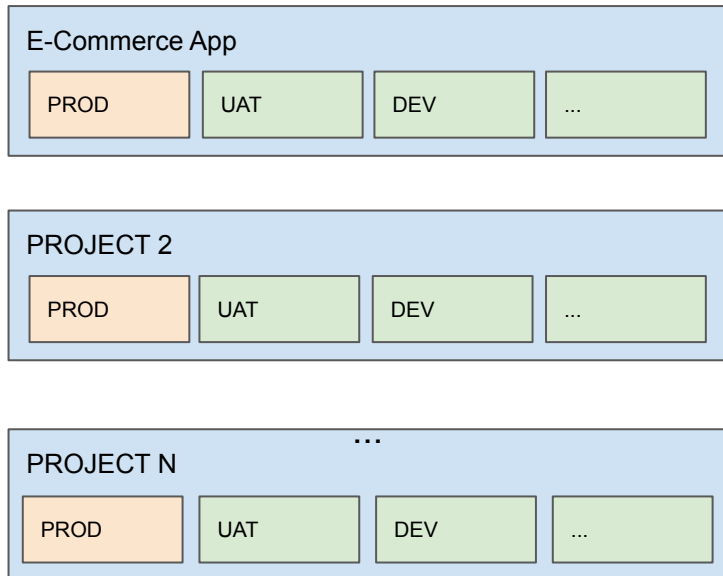 E-Commerce App
PROD UAT DEV ...
PROJECT 2
PROD UAT DEV ...
...
PROJECT N
PROD UAT DEV ...